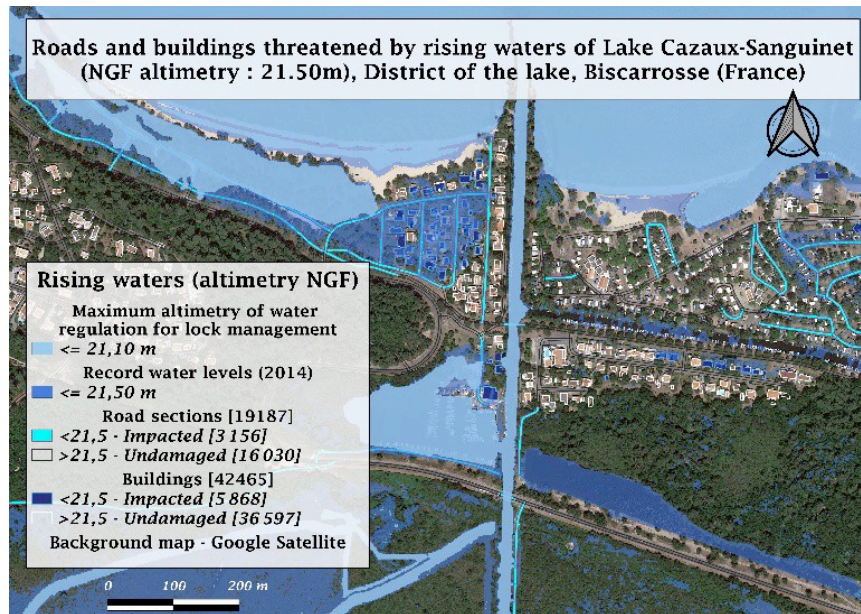 Roads and buildings threatened by rising waters of Lake Cazaux-Sanguinet
(NGF altimetry : 21.50m), District of the lake, Biscarrosse (France)
Rising waters (altimetry NGF)
Maximum altimetry of water
regulation for lock management
<= 21,10 m
Record water levels (2014)
<= 21,50 m
Road sections [19187]
<21,5 - Impacted [3 156]
>21,5 - Undamaged [16 030]
Buildings [42465]
<21,5 - Impacted [5 868]
>21,5 - Undamaged [36 597]
Background map - Google Satellite
0 100 200 m